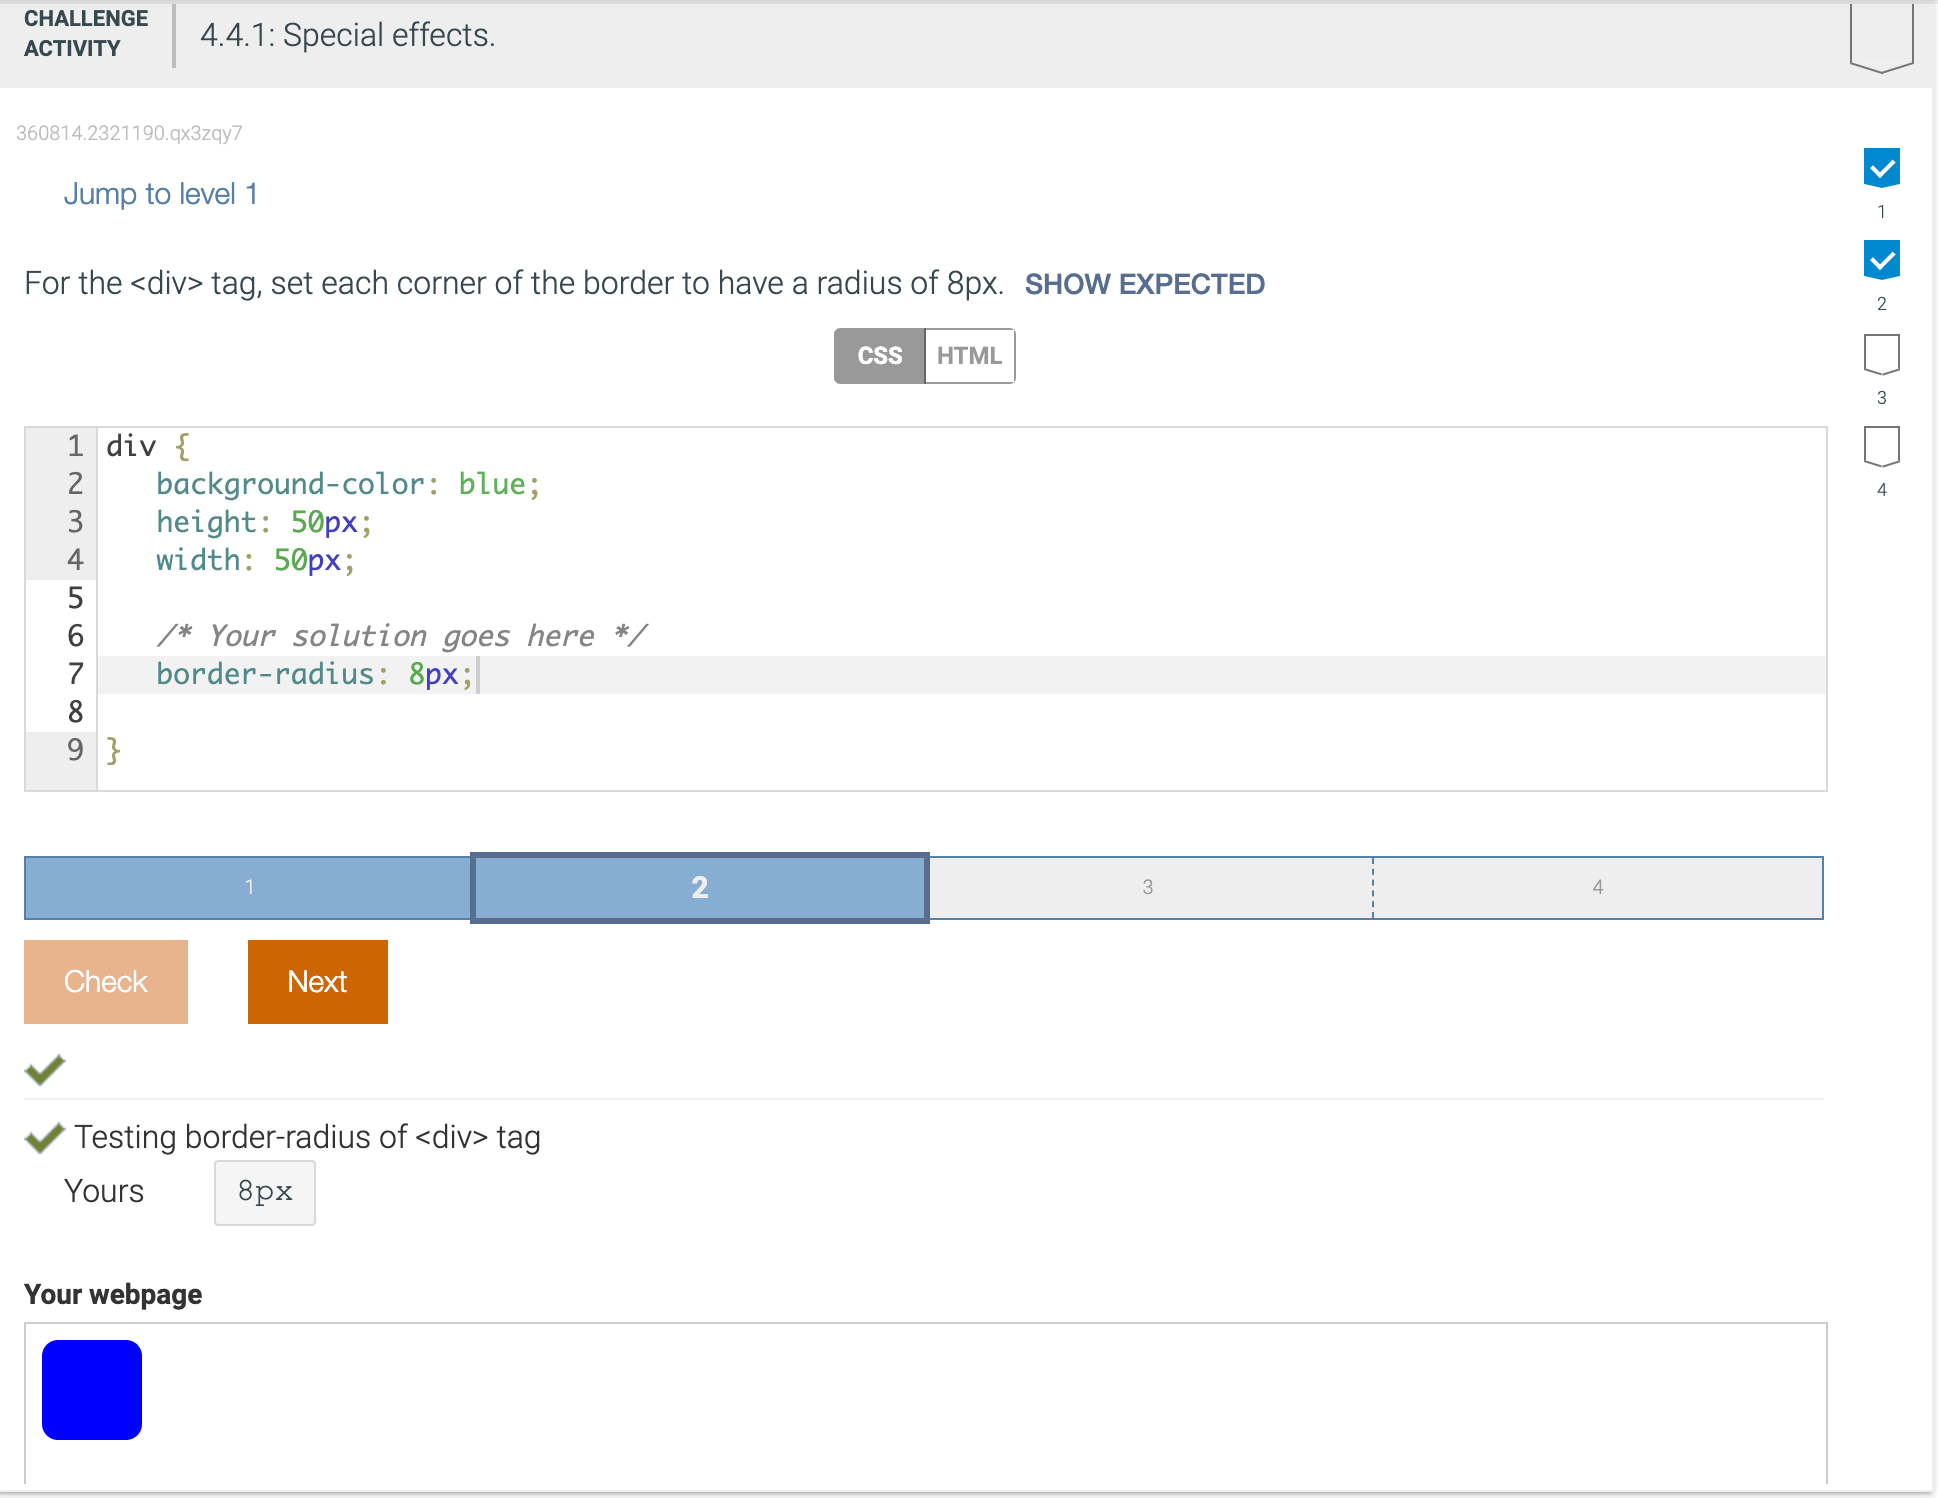 CHALLENGE
ACTIVITY
4.4.1: Special effects.
360814.2321190.qx3zqy7
Jump to level 1
1
For the <div> tag, set each corner of the border to have a radius of 8px. SHOW EXPECTED
2
CSS HTML
3
4
1 div {
2 background-color: blue;
3 height: 50px;
4 width: 50px;
5
6 /* Your solution goes here */
7 border-radius: 8px;
8
9 }
1 2 3 4
Check Next
Testing border-radius of <div> tag
Yours 8px
Your webpage